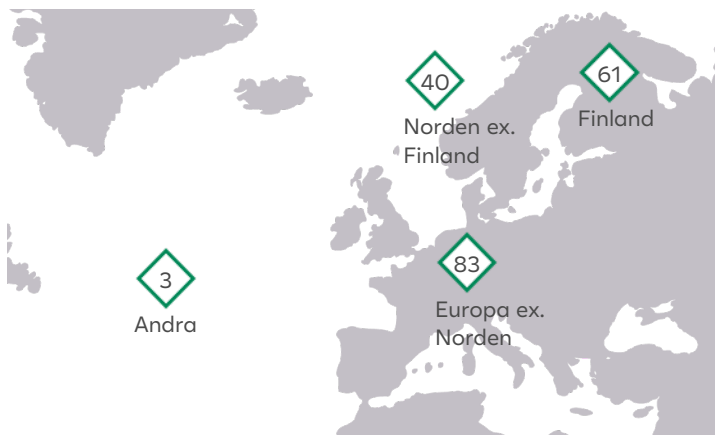 40
Norden ex.
Finland
61
Finland
3
Andra
83
Europa ex.
Norden